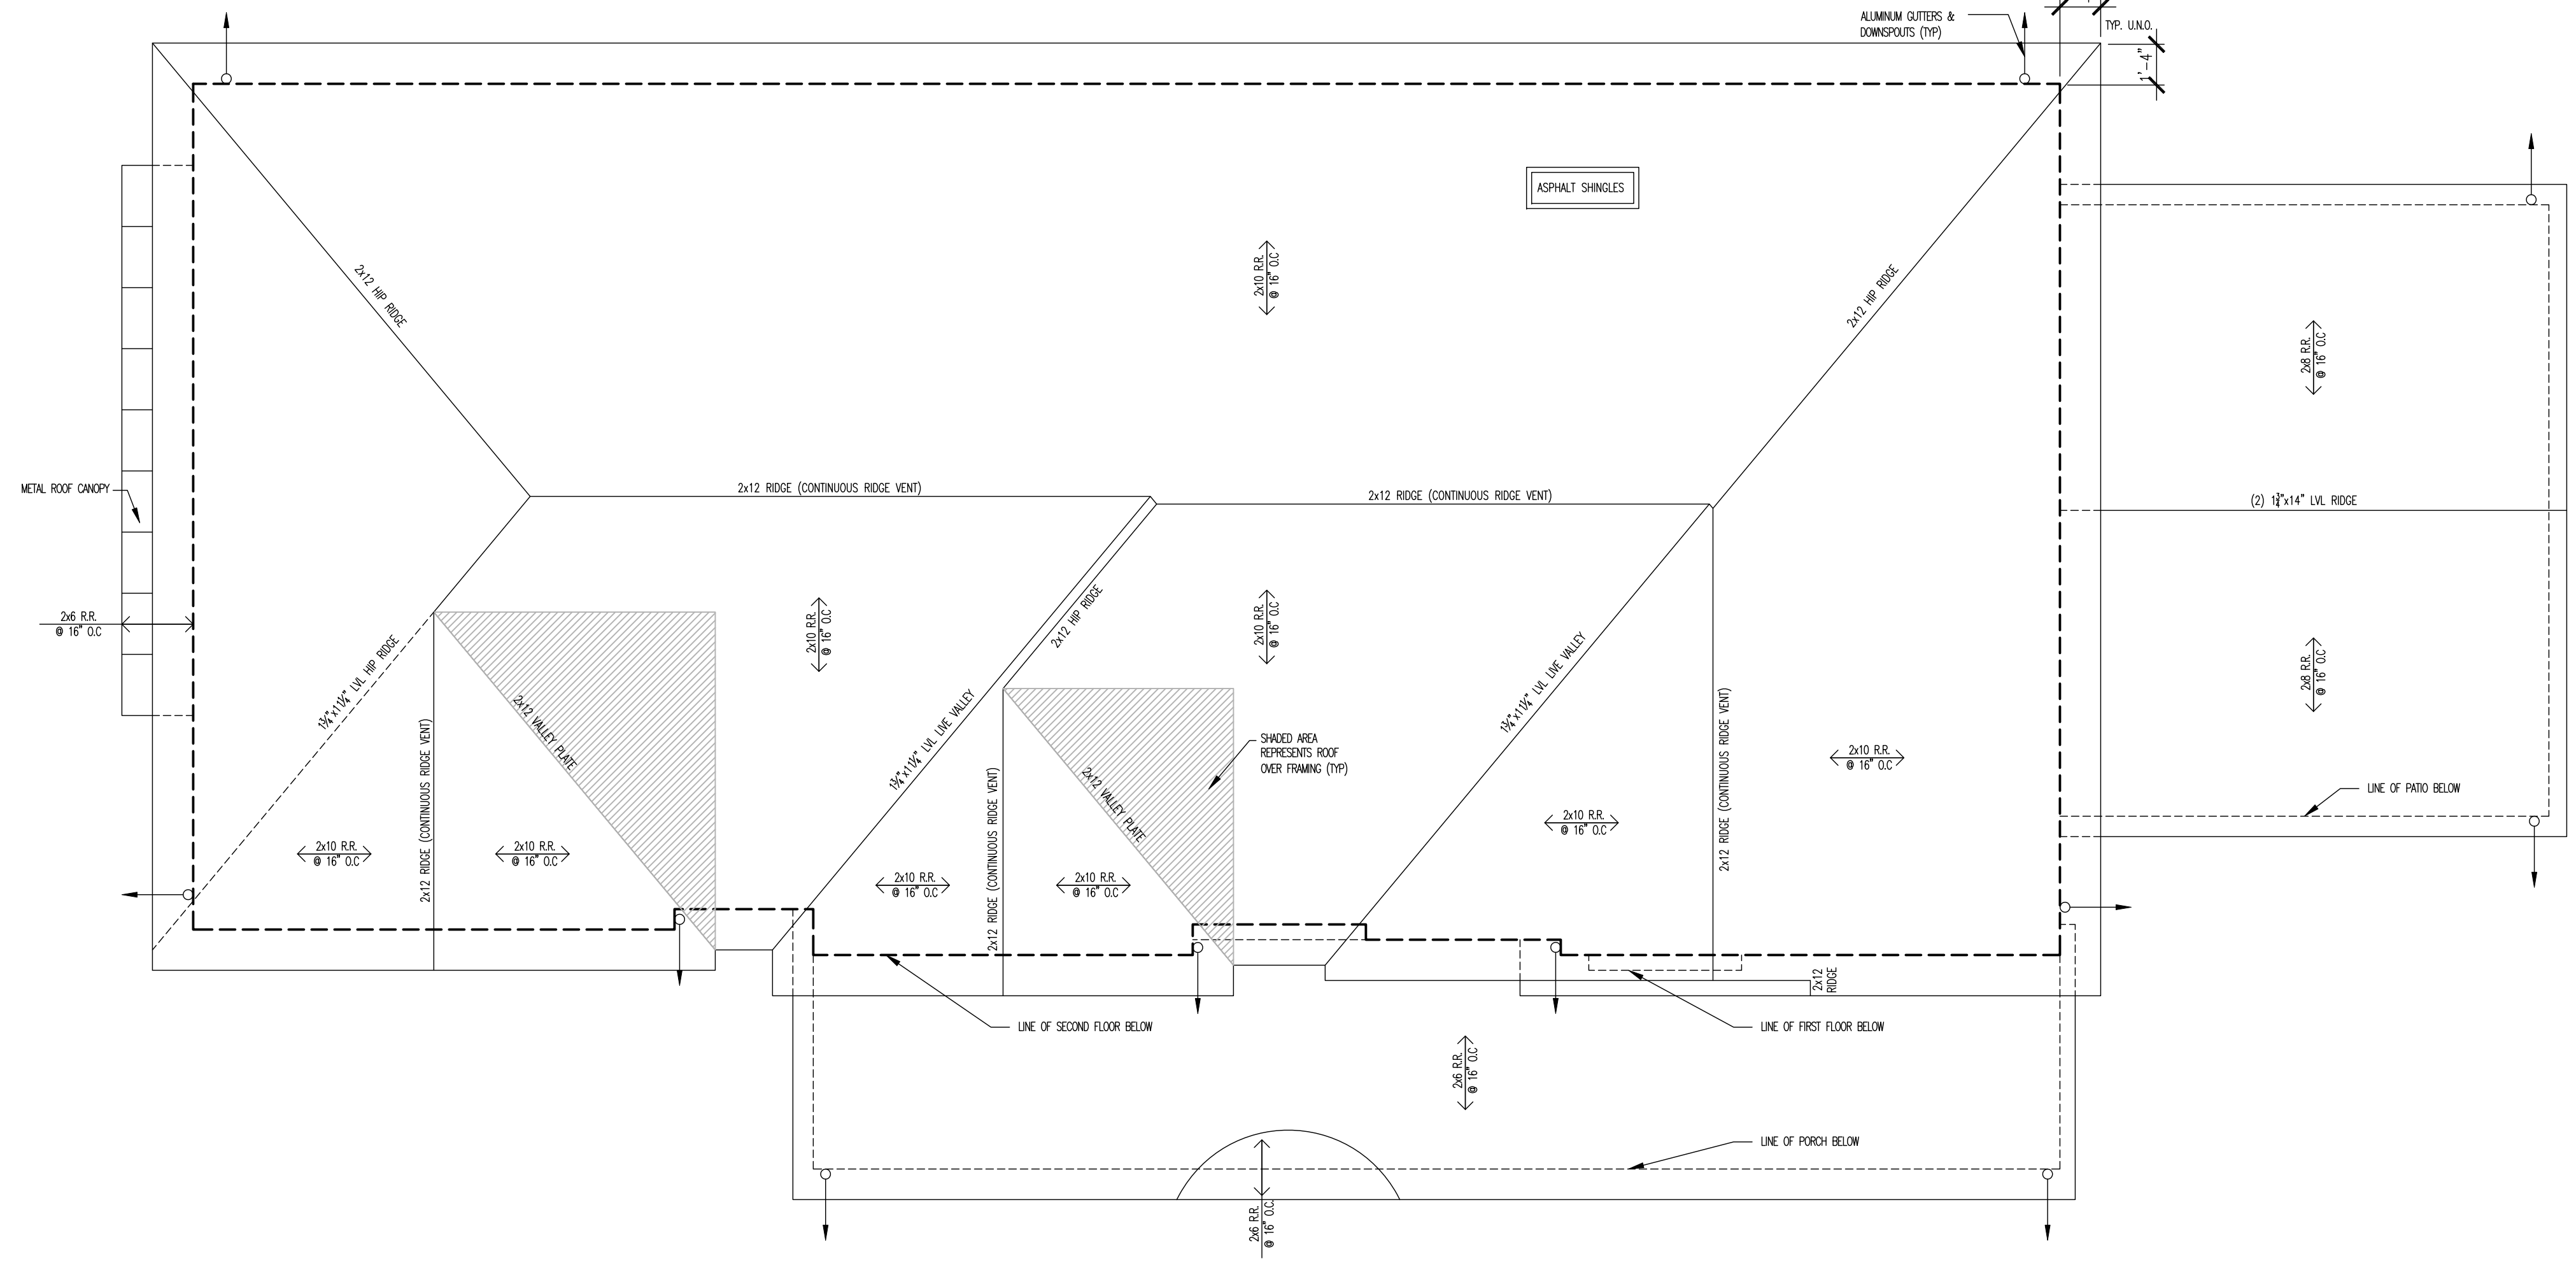 ALUMINUM GUTTERS &
DOWNSPOUTS (TYP)
TYP. U.N.O.
1'-4"
ASPHALT SHINGLES
2x12 HIP RIDGE
2x10 R.R.
@ 16" O.C
2x12 HIP RIDGE
2x8 R.R.
@ 16" O.C
METAL ROOF CANOPY
2x12 RIDGE (CONTINUOUS RIDGE VENT)
2x12 RIDGE (CONTINUOUS RIDGE VENT)
(2) 1¾"x14" LVL RIDGE
2x6 R.R.
@ 16" O.C
1¾"x11¼" LVL HIP RIDGE
2x10 R.R.
@ 16" O.C
2x12 HIP RIDGE
2x10 R.R.
@ 16" O.C
1¾"x11¼" LVL LIVE VALLEY
2x8 R.R.
@ 16" O.C
2x12 VALLEY PLATE
1¾"x11¼" LVL LIVE VALLEY
SHADED AREA
REPRESENTS ROOF
OVER FRAMING (TYP)
2x12 RIDGE (CONTINUOUS RIDGE VENT)
2x10 R.R.
@ 16" O.C
2x12 RIDGE (CONTINUOUS RIDGE VENT)
2x12 VALLEY PLATE
2x10 R.R.
@ 16" O.C
LINE OF PATIO BELOW
2x10 R.R.
@ 16" O.C
2x10 R.R.
@ 16" O.C
2x10 R.R.
@ 16" O.C
2x12 RIDGE (CONTINUOUS RIDGE VENT)
2x10 R.R.
@ 16" O.C
2x12
RIDGE
LINE OF SECOND FLOOR BELOW
LINE OF FIRST FLOOR BELOW
2x6 R.R.
@ 16" O.C
LINE OF PORCH BELOW
2x6 R.R.
@ 16" O.C.